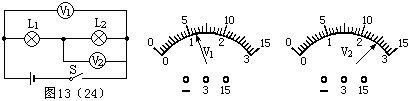 V₁
L₁ L₂
V₂
S
图13 (24)
0 5 10 15
0 1 2 3
V₁
— 3 15
0 5 10 15
0 1 2 3
V₂
— 3 15